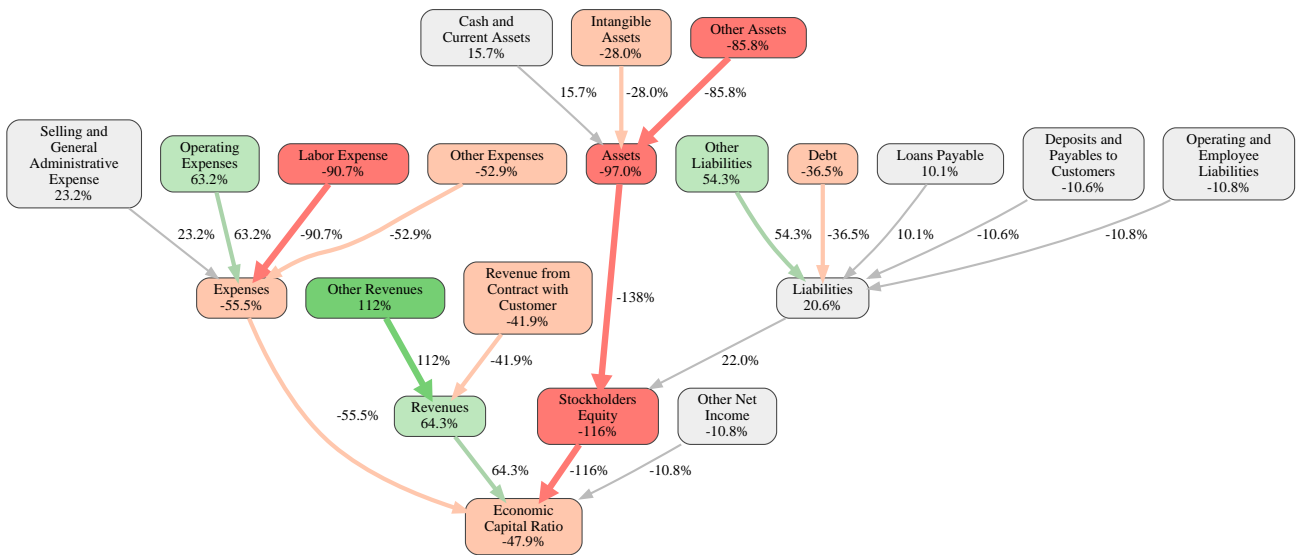 Cash and
Current Assets
15.7%
Intangible
Assets
-28.0%
Other Assets
-85.8%
15.7%
-28.0%
-85.8%
Selling and
General
Administrative
Expense
23.2%
Operating
Expenses
63.2%
Labor Expense
-90.7%
Other Expenses
-52.9%
Assets
-97.0%
Other
Liabilities
54.3%
Debt
-36.5%
Loans Payable
10.1%
Deposits and
Payables to
Customers
-10.6%
Operating and
Employee
Liabilities
-10.8%
23.2%
63.2%
-90.7%
-52.9%
54.3%
-36.5%
10.1%
-10.6%
-10.8%
Expenses
-55.5%
Other Revenues
112%
Revenue from
Contract with
Customer
-41.9%
-138%
Liabilities
20.6%
112%
-41.9%
22.0%
-55.5%
Revenues
64.3%
Stockholders
Equity
-116%
Other Net
Income
-10.8%
64.3%
-116%
-10.8%
Economic
Capital Ratio
-47.9%